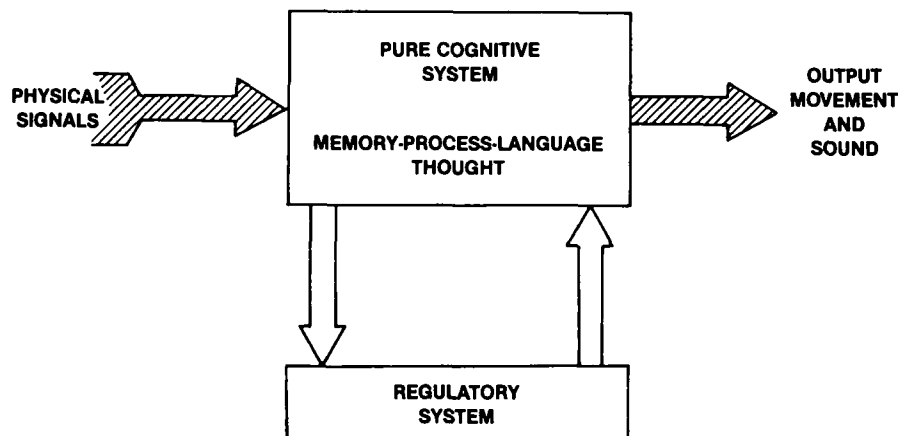 PHYSICAL
SIGNALS
PURE COGNITIVE
SYSTEM
MEMORY-PROCESS-LANGUAGE
THOUGHT
OUTPUT
MOVEMENT
AND
SOUND
REGULATORY
SYSTEM